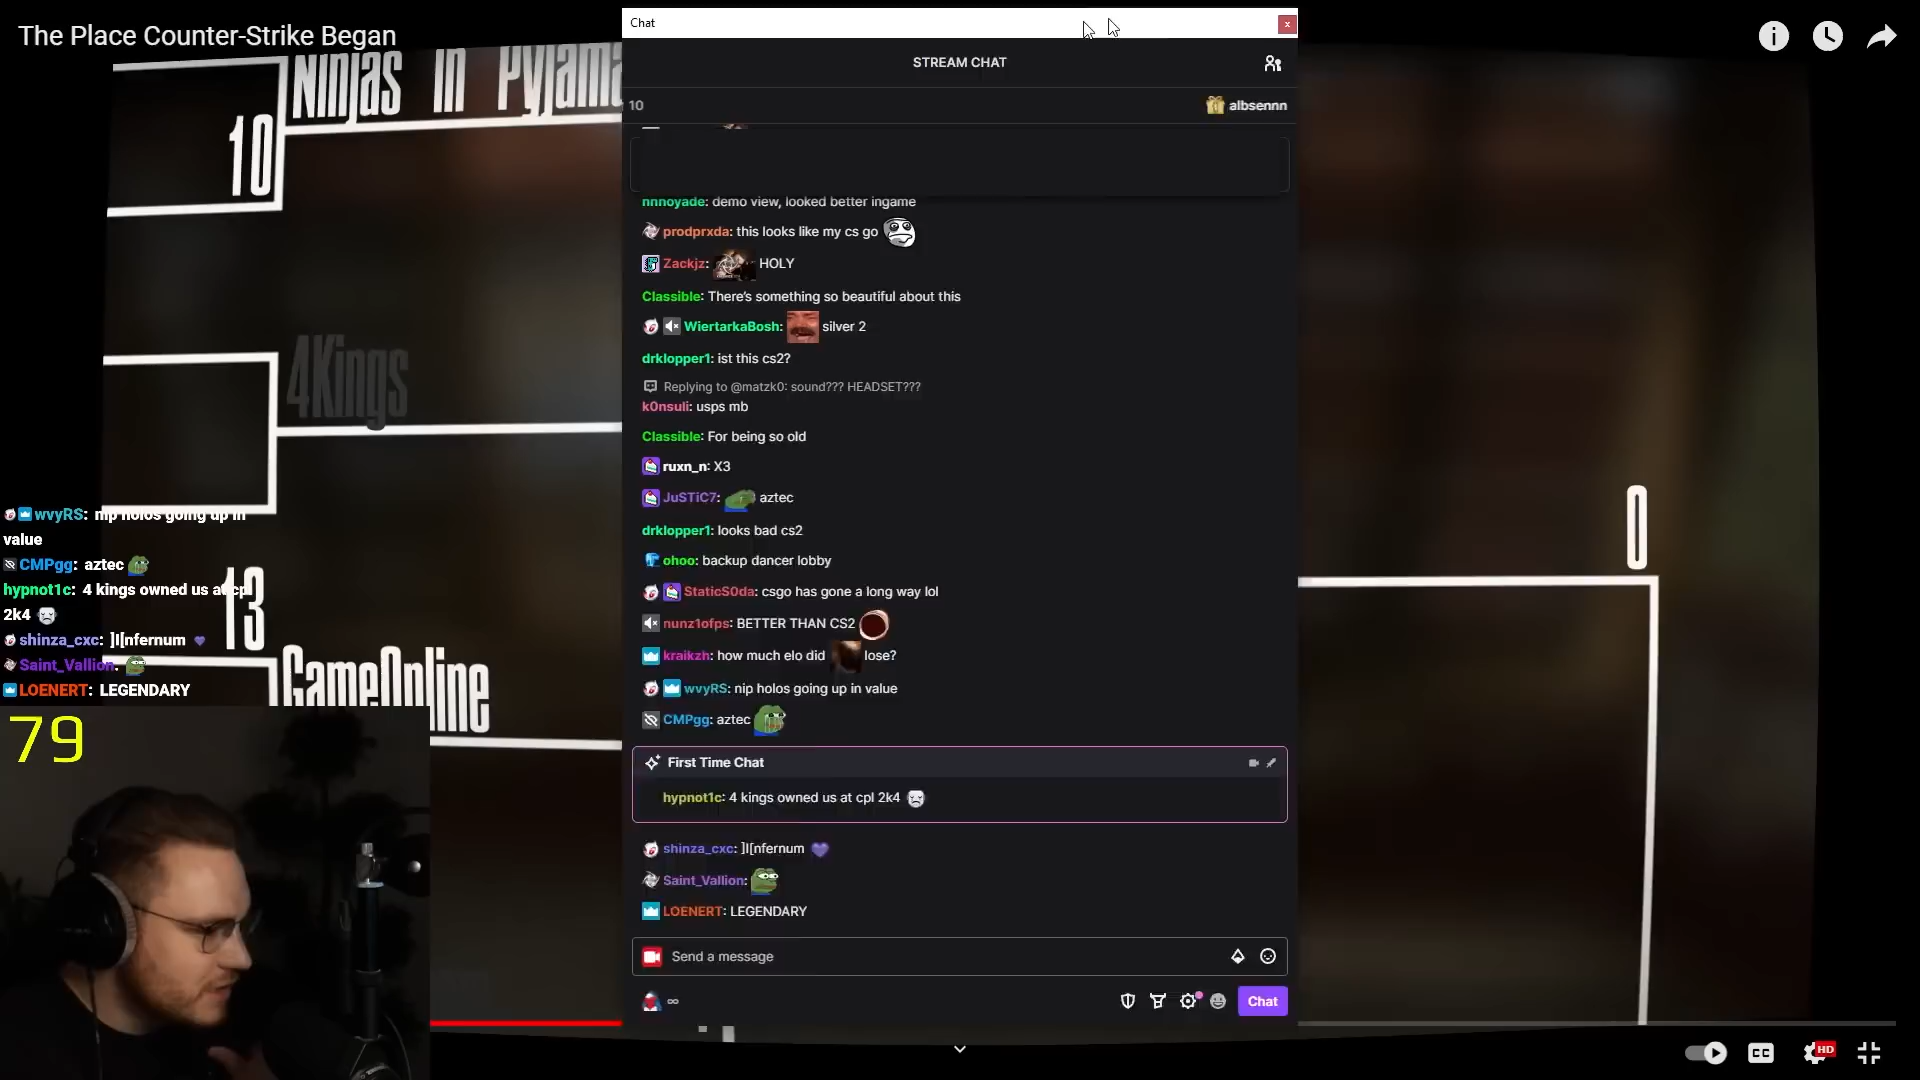 The Place Counter-Strike Began
Ninjas In Pyjama
10
4Kings
13
GameOnline
0
wvyRS: nip holos going up in
value
CMPgg: aztec
hypnot1c: 4 kings owned us at cpl
2k4
shinza_cxc: ]I[nfernum
Saint_Vallion:
LOENERT: LEGENDARY
79
Chat
STREAM CHAT
10
albsennn
nnnoyade: demo view, looked better ingame
prodprxda: this looks like my cs go
Zackjz: HOLY
Classible: There's something so beautiful about this
WiertarkaBosh: silver 2
drklopper1: ist this cs2?
Replying to @matzk0: sound??? HEADSET???
k0nsuli: usps mb
Classible: For being so old
ruxn_n: X3
JuSTiC7: aztec
drklopper1: looks bad cs2
ohoo: backup dancer lobby
StaticS0da: csgo has gone a long way lol
nunz1ofps: BETTER THAN CS2
kraikzh: how much elo did lose?
wvyRS: nip holos going up in value
CMPgg: aztec
First Time Chat
hypnot1c: 4 kings owned us at cpl 2k4
shinza_cxc: ]I[nfernum
Saint_Vallion:
LOENERT: LEGENDARY
Send a message
∞
Chat
CC
HD